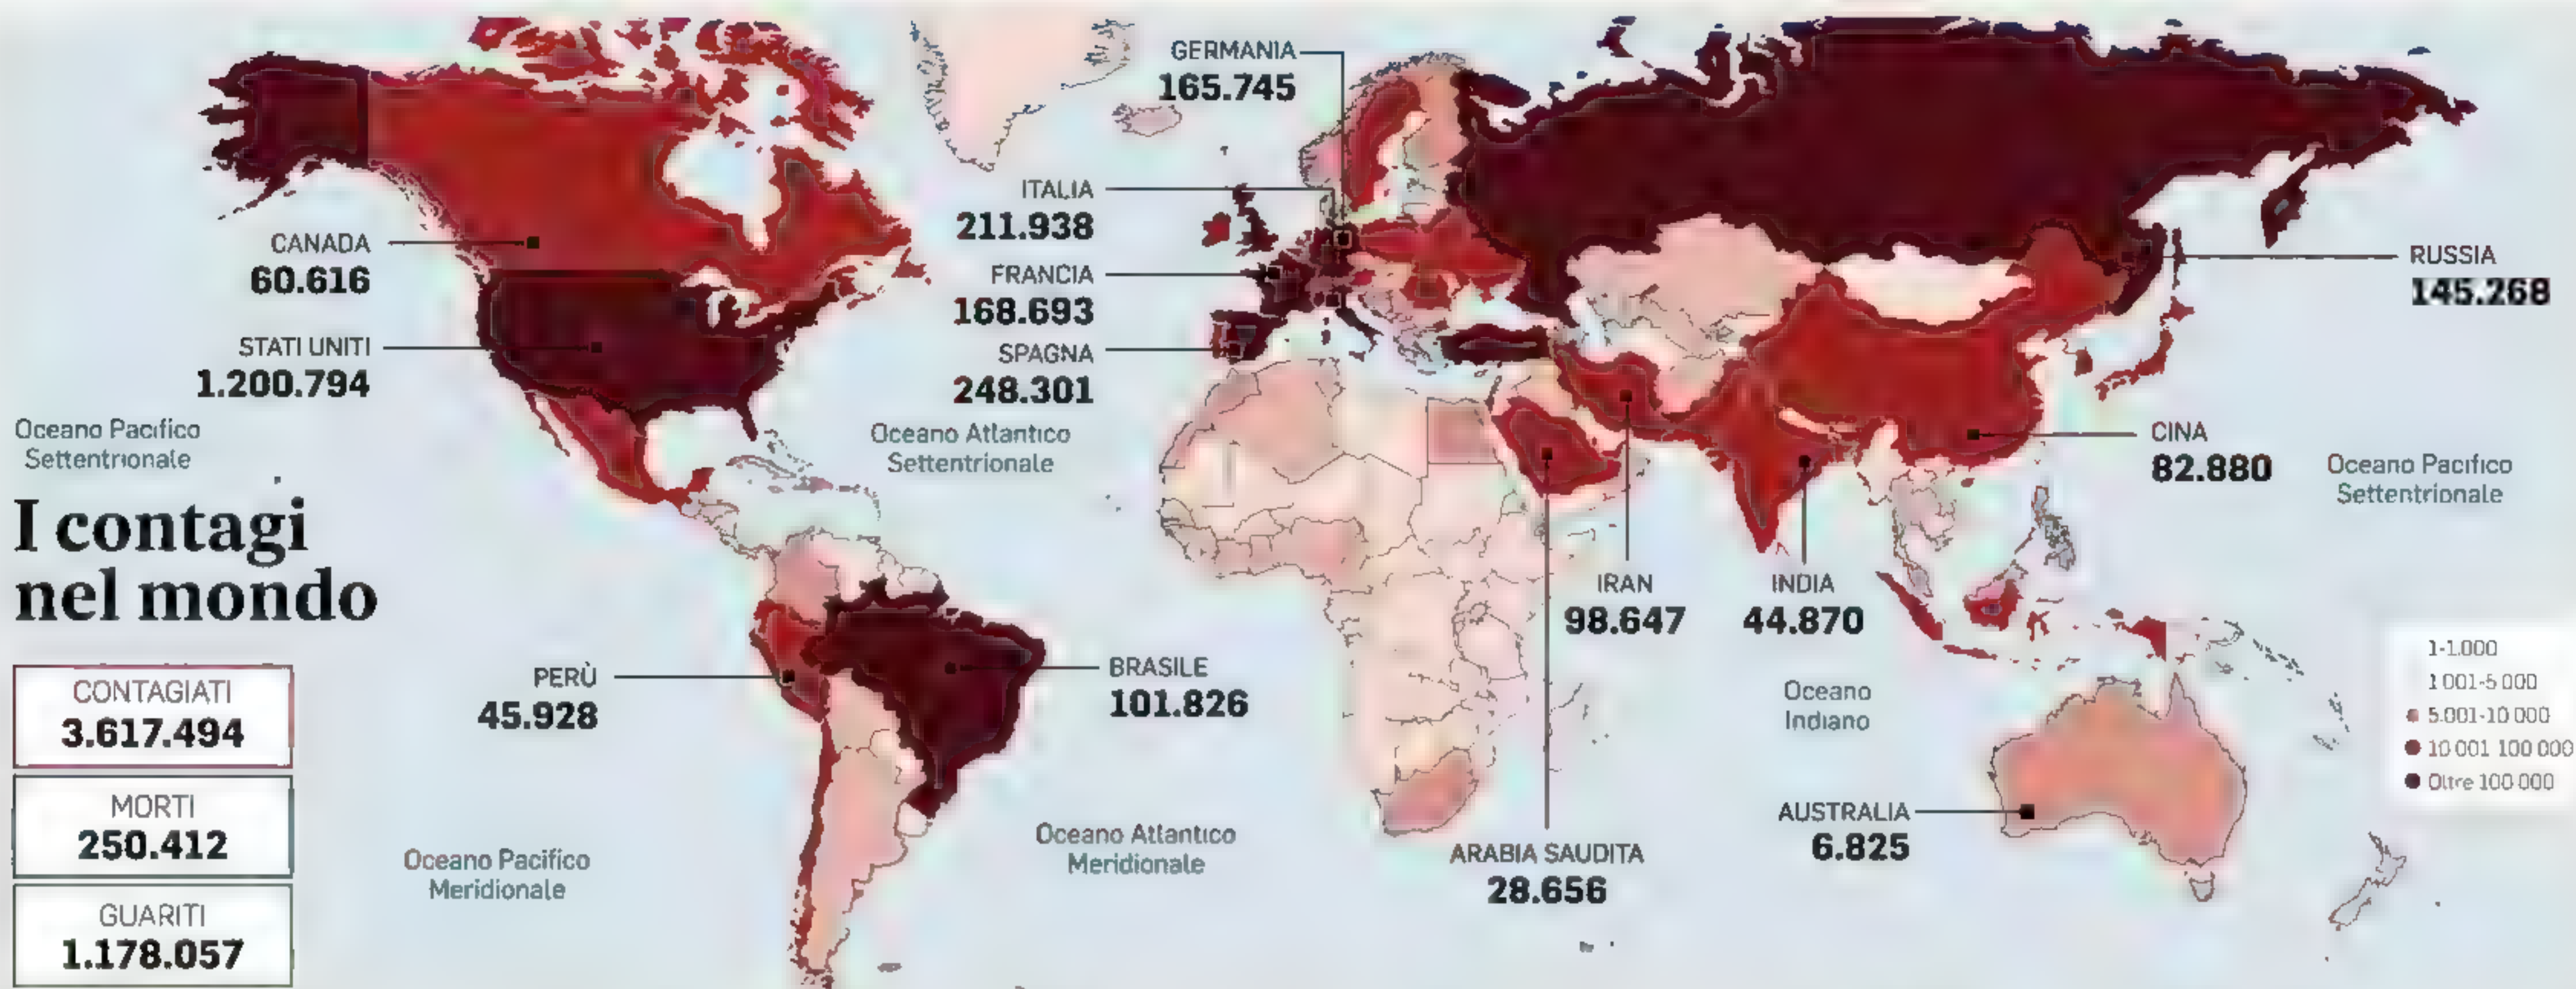 I contagi
nel mondo
CONTAGIATI
3.617.494
MORTI
250.412
GUARITI
1.178.057
CANADA
60.616
STATI UNITI
1.200.794
Oceano Pacifico
Settentrionale
GERMANIA
165.745
ITALIA
211.938
FRANCIA
168.693
SPAGNA
248.301
Oceano Atlantico
Settentrionale
RUSSIA
145.268
CINA
82.880
Oceano Pacifico
Settentrionale
IRAN
98.647
INDIA
44.870
PERÙ
45.928
BRASILE
101.826
Oceano
Indiano
Oceano Pacifico
Meridionale
Oceano Atlantico
Meridionale
ARABIA SAUDITA
28.656
AUSTRALIA
6.825
1-1.000
1 001-5 000
5.001-10 000
10 001 100 000
Oltre 100 000